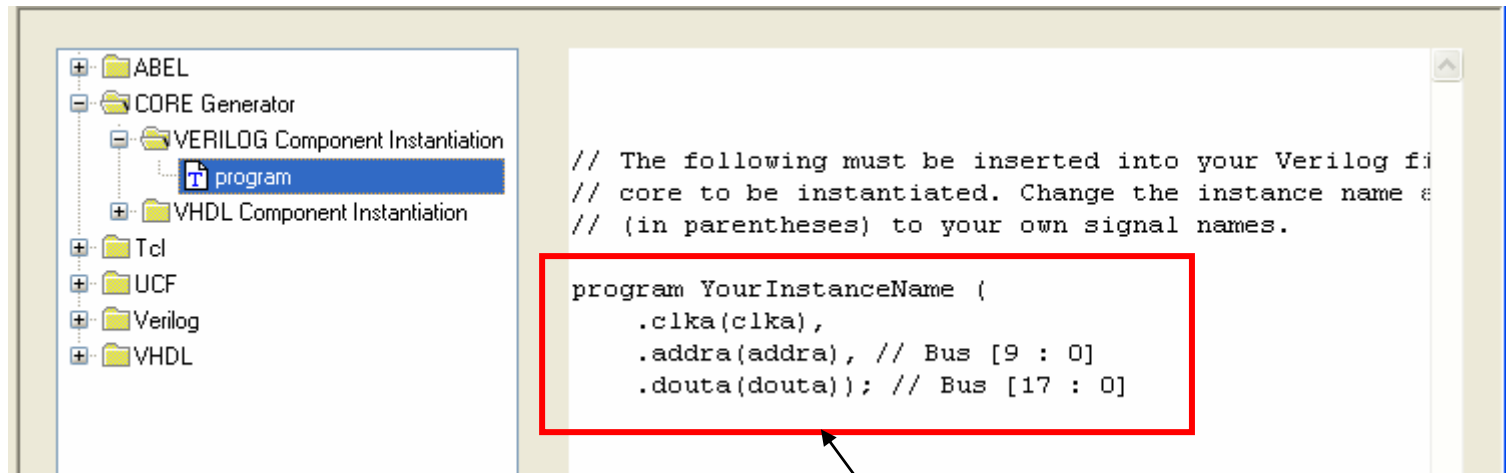 ABEL
CORE Generator
VERILOG Component Instantiation
program
VHDL Component Instantiation
Tcl
UCF
Verilog
VHDL
// The following must be inserted into your Verilog
// core to be instantiated. Change the instance name
// (in parentheses) to your own signal names.
program YourInstanceName (
.clka(clka),
.addra(addra), // Bus [9 : 0]
.douta(douta)); // Bus [17 : 0]